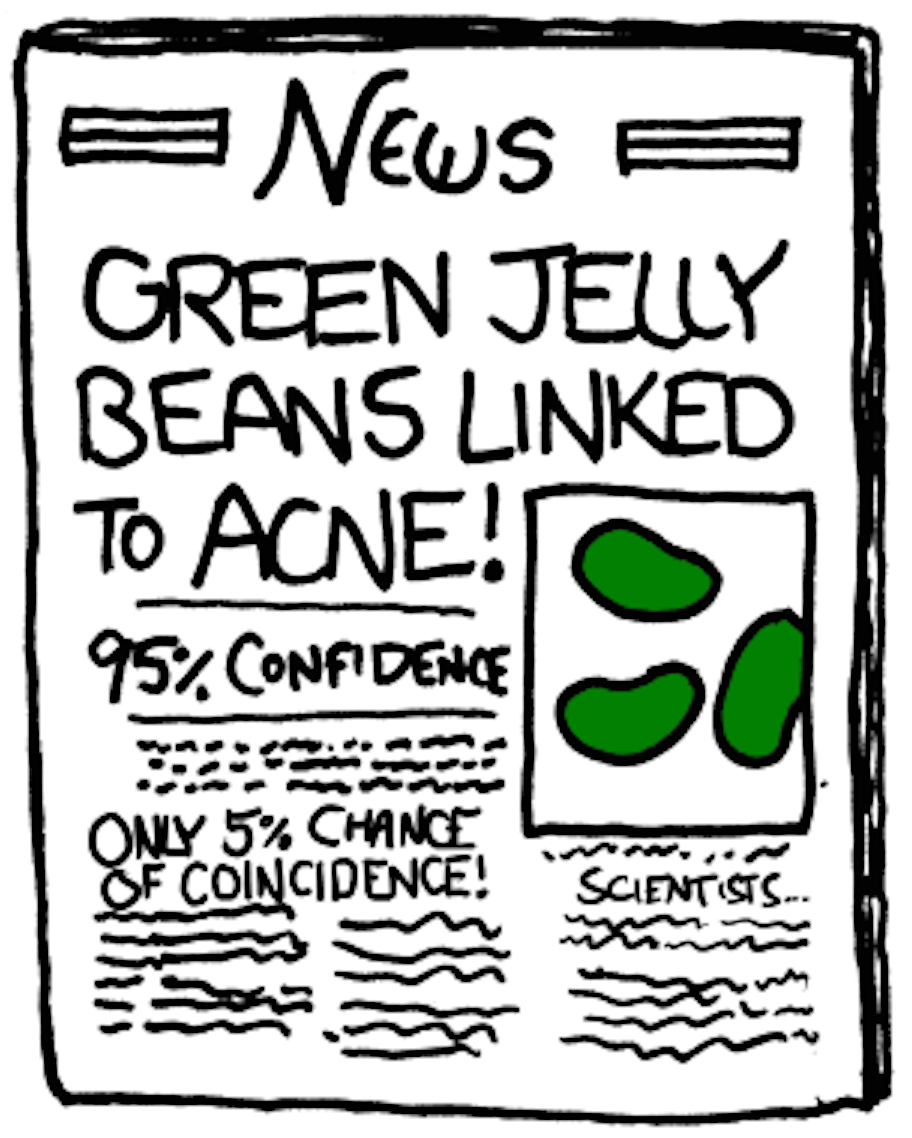 NEWS
GREEN JELLY
BEANS LINKED
TO ACNE!
95% CONFIDENCE
ONLY 5% CHANCE
OF COINCIDENCE!
SCIENTISTS...